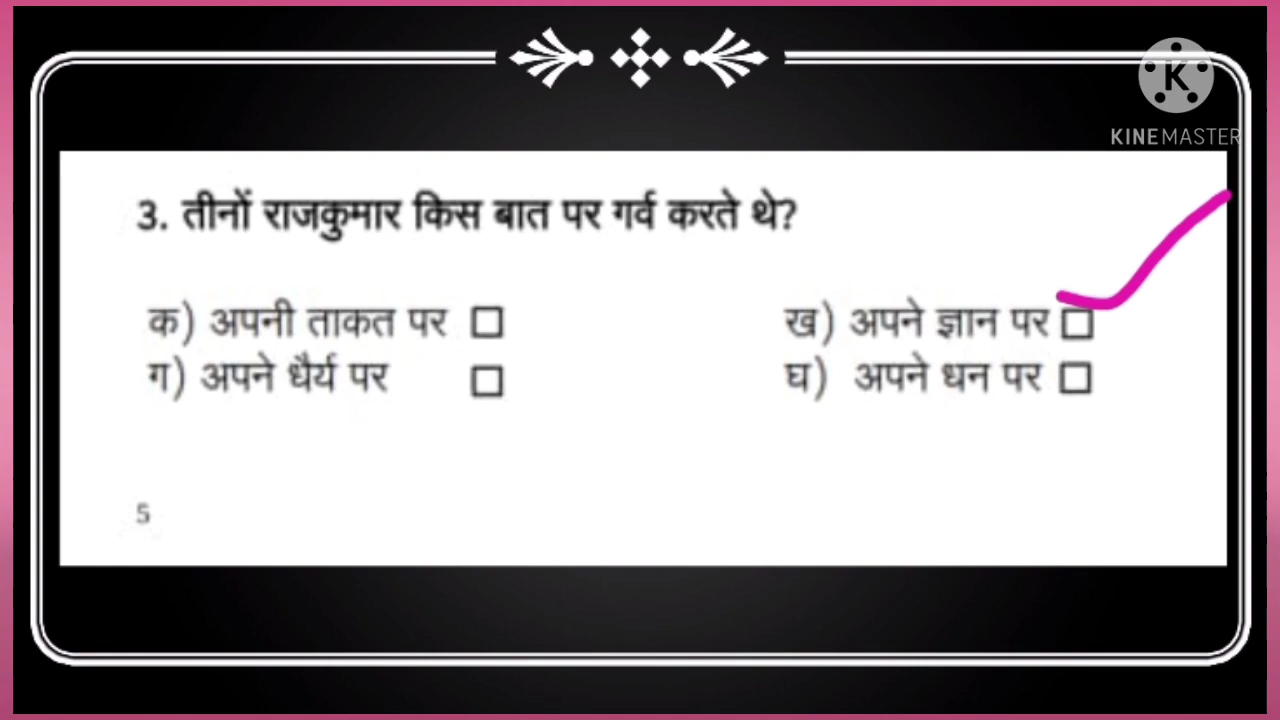 K
KINEMASTER
3. तीनों राजकुमार किस बात पर गर्व करते थे?
क) अपनी ताकत पर ☐ ख) अपने ज्ञान पर ☐
ग) अपने धैर्य पर ☐ घ) अपने धन पर ☐
5